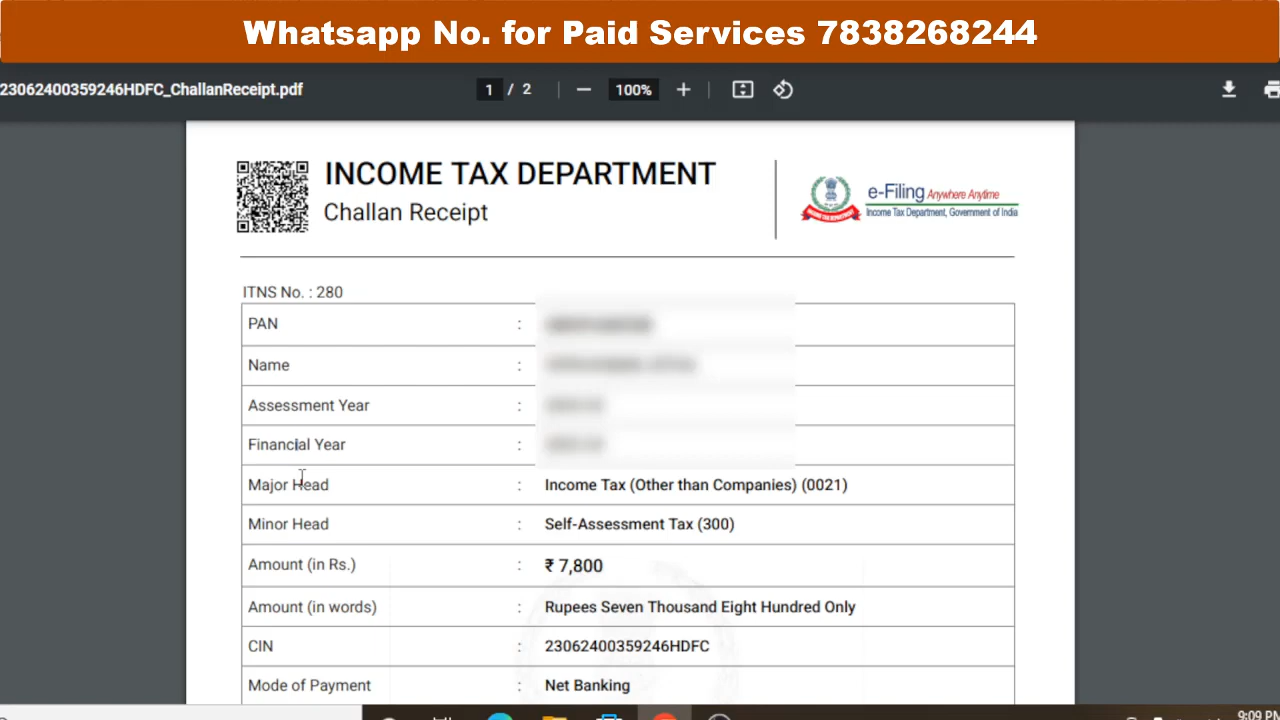 Whatsapp No. for Paid Services 7838268244
23062400359246HDFC_ChallanReceipt.pdf 1 / 2 100%
INCOME TAX DEPARTMENT
Challan Receipt
e-Filing Anywhere Anytime
Income Tax Department, Government of India
INCOME TAX DEPARTMENT
ITNS No. : 280
PAN :
Name :
Assessment Year :
Financial Year :
Major Head : Income Tax (Other than Companies) (0021)
Minor Head : Self-Assessment Tax (300)
Amount (in Rs.) : ₹ 7,800
Amount (in words) : Rupees Seven Thousand Eight Hundred Only
CIN : 23062400359246HDFC
Mode of Payment : Net Banking
9:09 PM